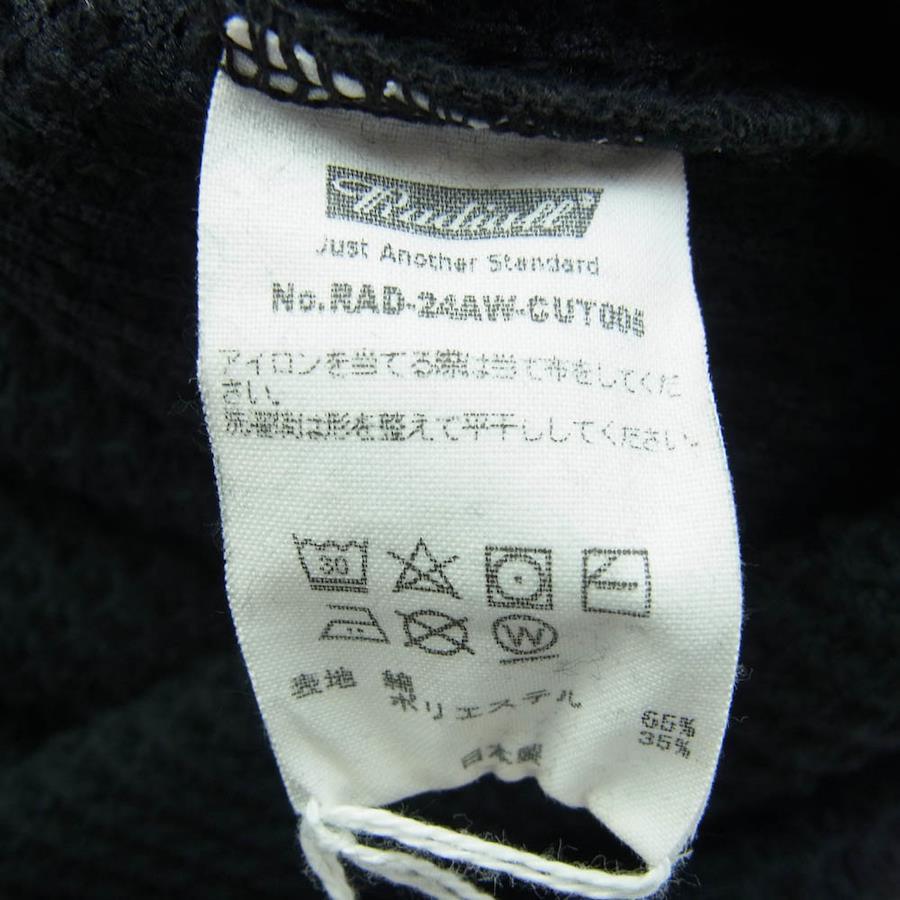 Radiall
Just Another Standard
No.RAD-24AW-CUT005
アイロンを当てる際は当て布をしてくだ
さい。
洗濯後は形を整えて平干ししてください。
30
W
表地 綿 65%
ポリエステル 35%
日本製